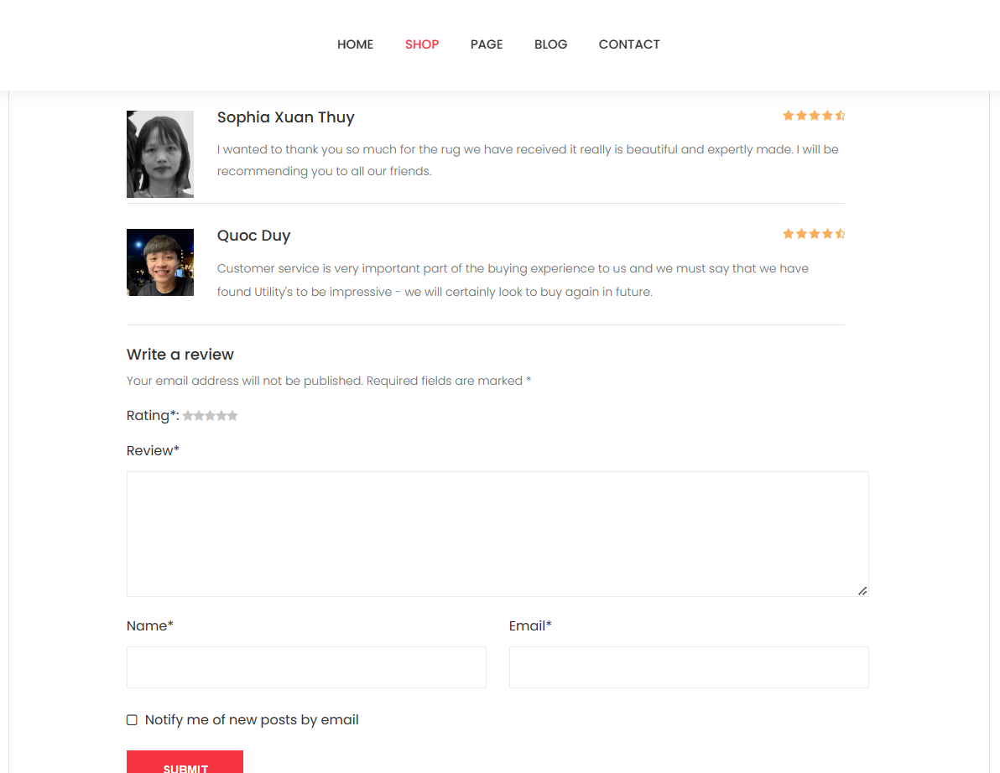 HOME SHOP PAGE BLOG CONTACT
Sophia Xuan Thuy
I wanted to thank you so much for the rug we have received it really is beautiful and expertly made. I will be
recommending you to all our friends.
Quoc Duy
Customer service is very important part of the buying experience to us and we must say that we have
found Utility's to be impressive - we will certainly look to buy again in future.
Write a review
Your email address will not be published. Required fields are marked *
Rating*:
Review*
Name* Email*
Notify me of new posts by email
SUBMIT